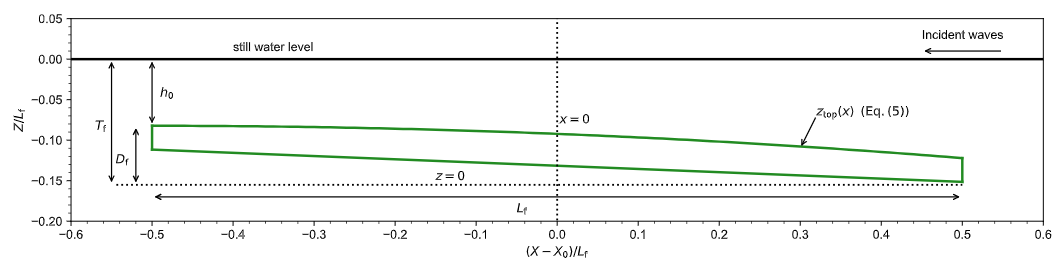 0.05
Incident waves
still water level
0.00
h₀
−0.05
T_f
z_top(x) (Eq. (5))
x = 0
Z/L_f
−0.10
D_f
−0.15
z = 0
L_f
−0.20
−0.6 −0.5 −0.4 −0.3 −0.2 −0.1 0.0 0.1 0.2 0.3 0.4 0.5 0.6
(X − X₀)/L_f